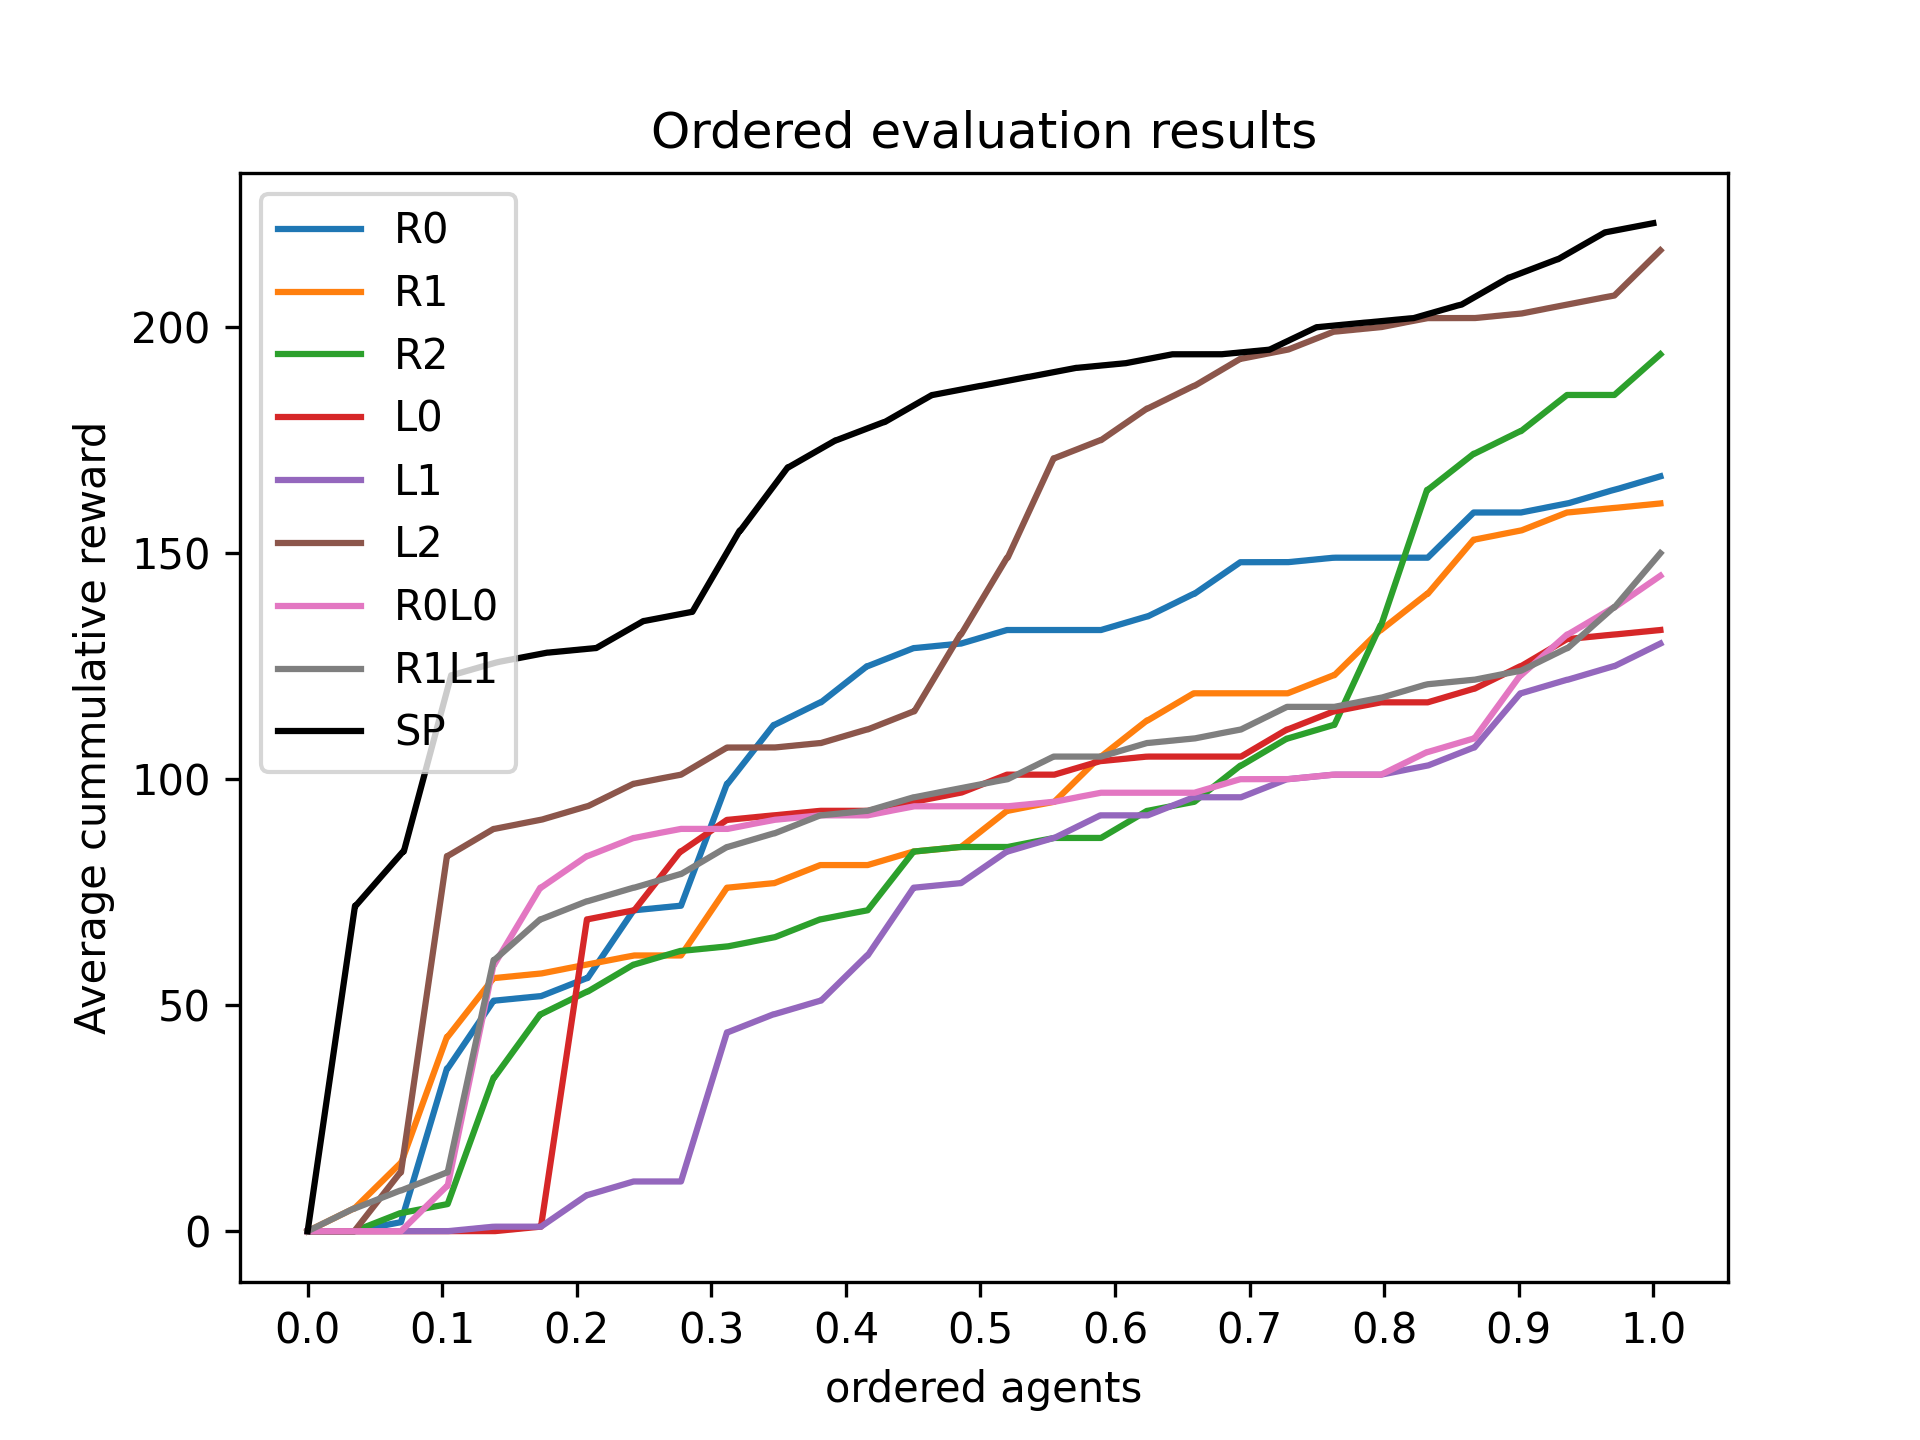 Ordered evaluation results
R0
R1
R2
L0
L1
L2
R0L0
R1L1
SP
Average cummulative reward
200
150
100
50
0
0.0 0.1 0.2 0.3 0.4 0.5 0.6 0.7 0.8 0.9 1.0
ordered agents